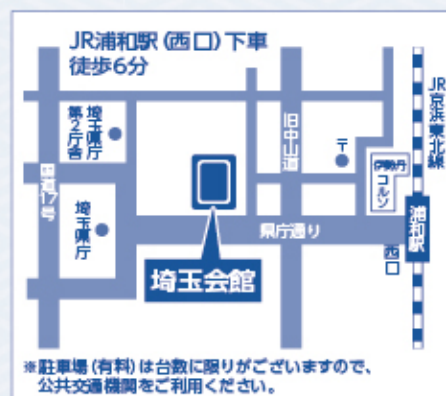 JR浦和駅(西口)下車
徒歩6分
埼玉県庁
第2庁舎
旧中山道
〒
JR京浜東北線
伊勢丹
コルソ
国道17号
埼玉県庁
県庁通り
西口
浦和駅
埼玉会館
※駐車場(有料)は台数に限りがございますので、
公共交通機関をご利用ください。